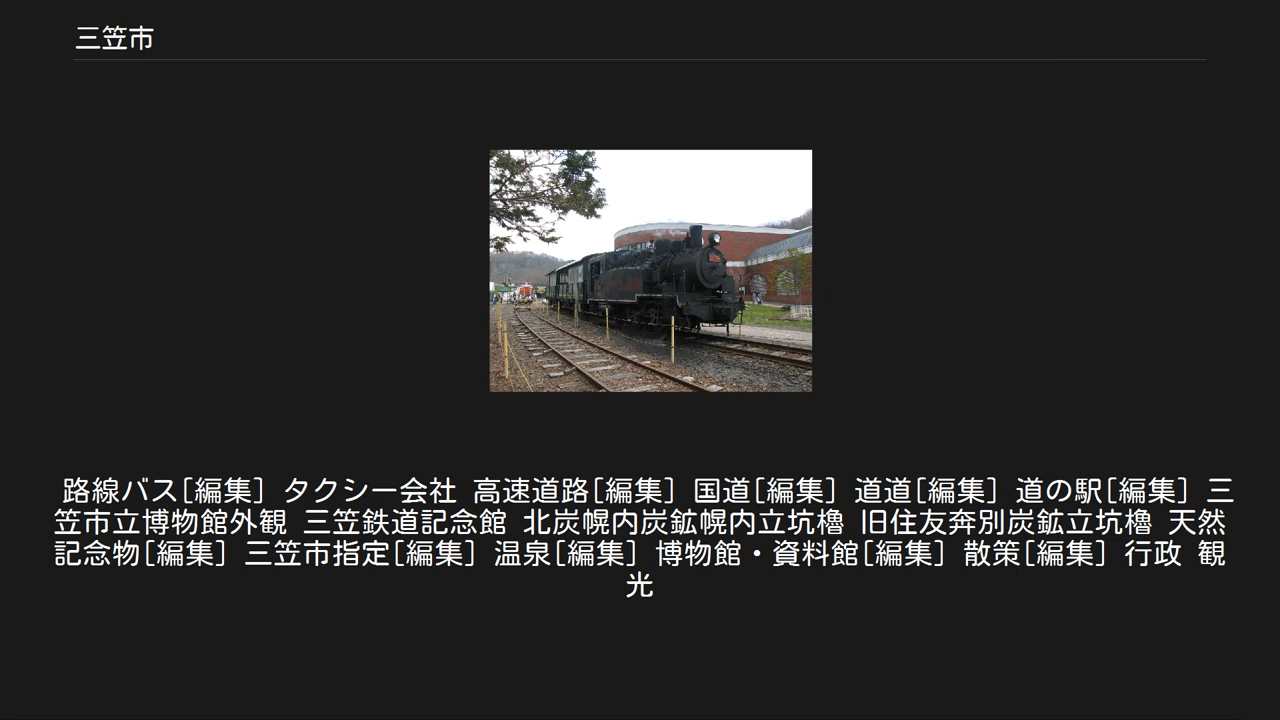 三笠市
路線バス[編集] タクシー会社 高速道路[編集] 国道[編集] 道道[編集] 道の駅[編集] 三
笠市立博物館外観 三笠鉄道記念館 北炭幌内炭鉱幌内立坑櫓 旧住友奔別炭鉱立坑櫓 天然
記念物[編集] 三笠市指定[編集] 温泉[編集] 博物館・資料館[編集] 散策[編集] 行政 観
光